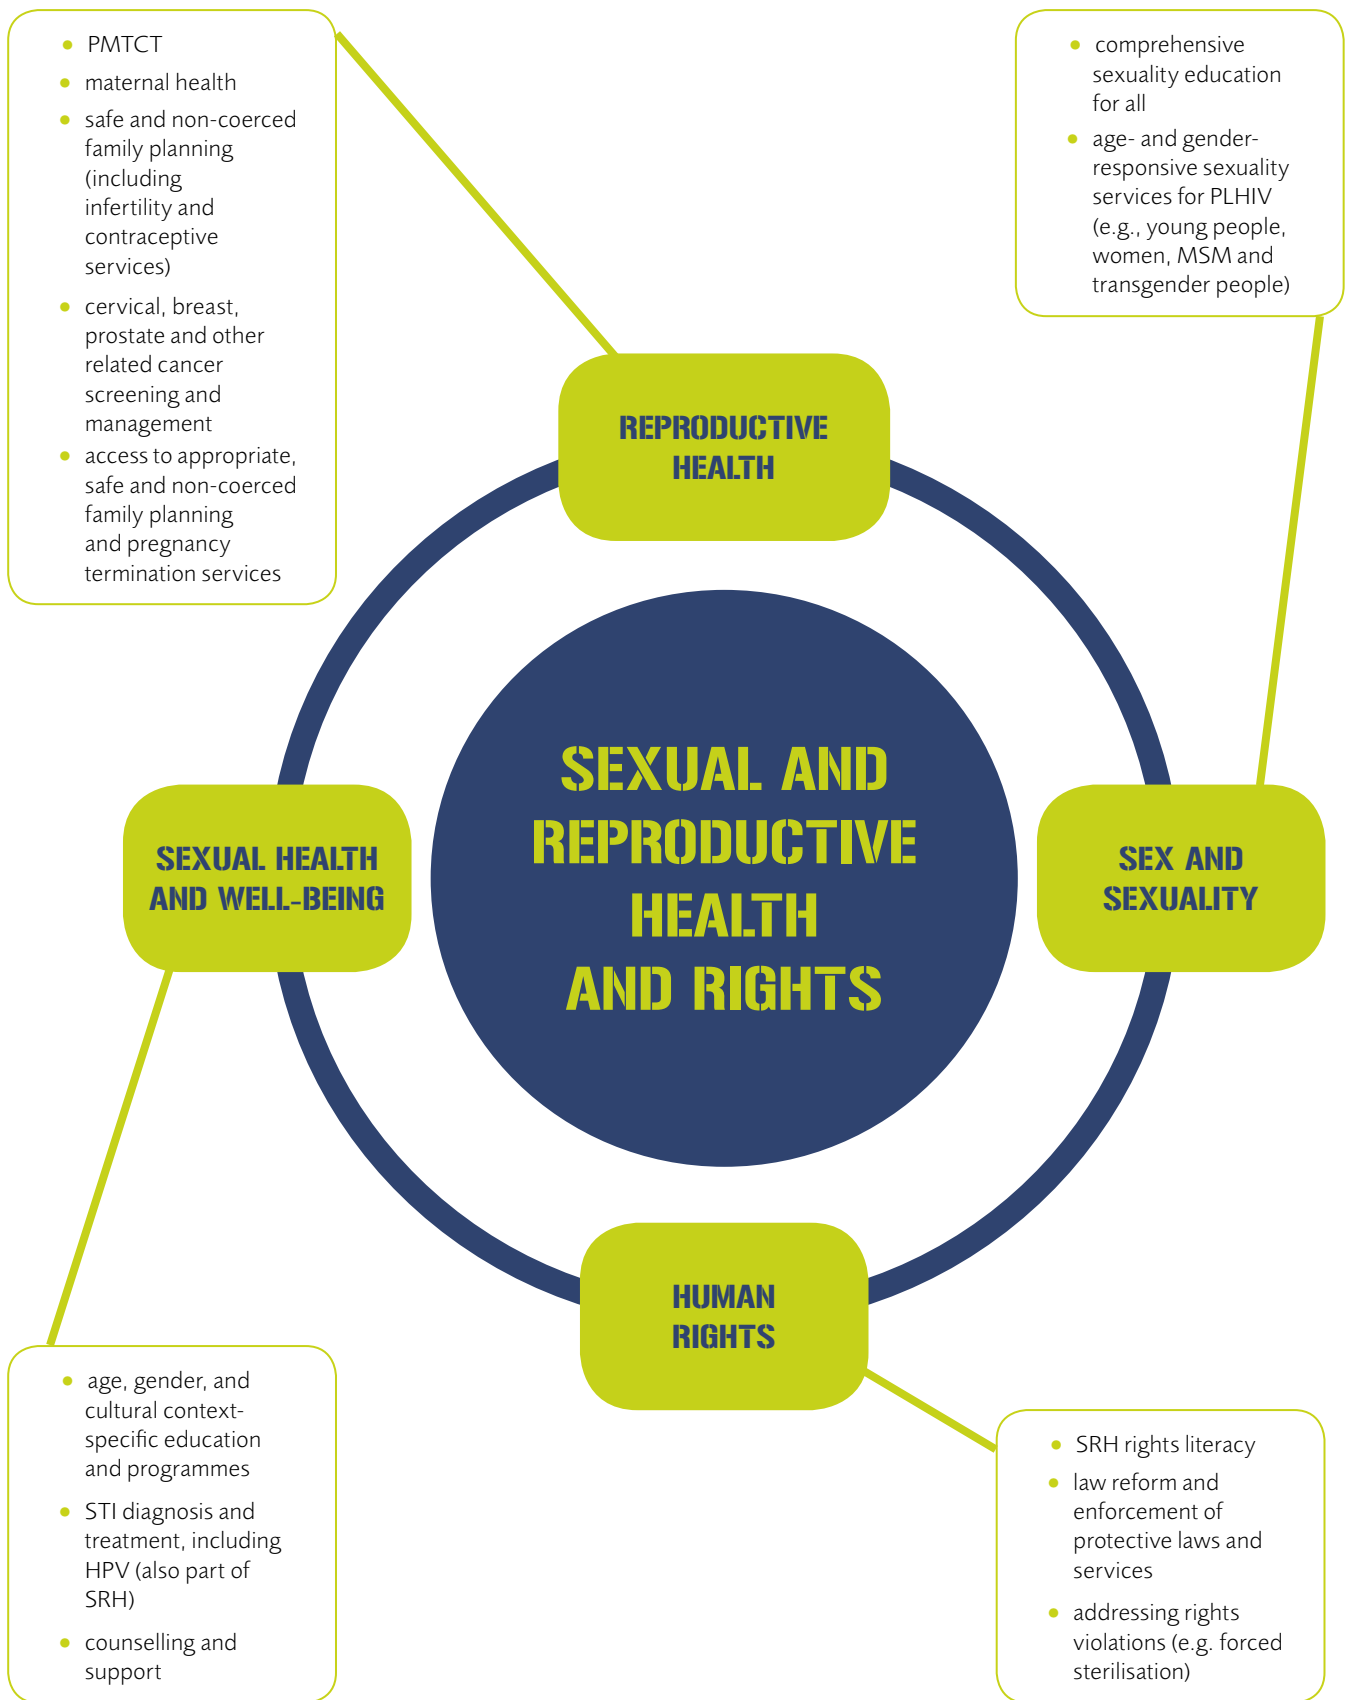 PMTCT
maternal health
safe and non-coerced
family planning
(including
infertility and
contraceptive
services)
cervical, breast,
prostate and other
related cancer
screening and
management
access to appropriate,
safe and non-coerced
family planning
and pregnancy
termination services
comprehensive
sexuality education
for all
age- and gender-
responsive sexuality
services for PLHIV
(e.g., young people,
women, MSM and
transgender people)
REPRODUCTIVE
HEALTH
SEXUAL AND
REPRODUCTIVE
HEALTH
AND RIGHTS
SEXUAL HEALTH
AND WELL-BEING
SEX AND
SEXUALITY
HUMAN
RIGHTS
age, gender, and
cultural context-
specific education
and programmes
STI diagnosis and
treatment, including
HPV (also part of
SRH)
counselling and
support
SRH rights literacy
law reform and
enforcement of
protective laws and
services
addressing rights
violations (e.g. forced
sterilisation)